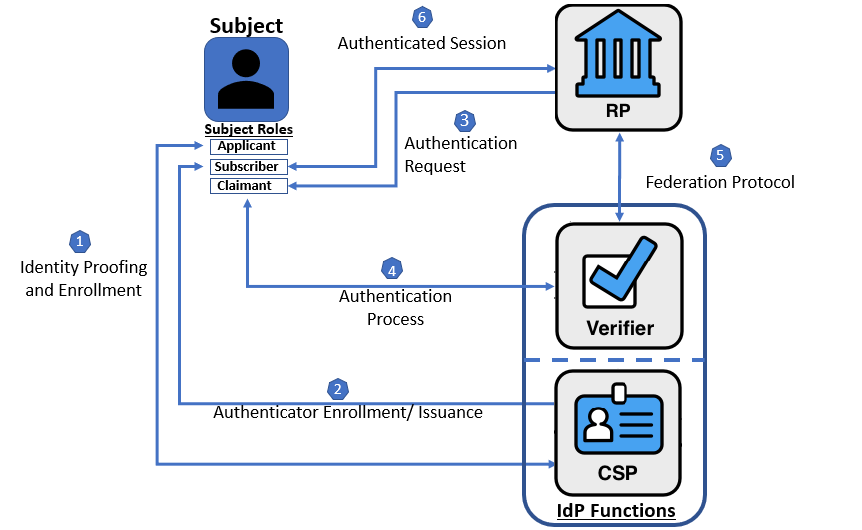 Subject
Subject Roles
Applicant
Subscriber
Claimant
6
Authenticated Session
RP
3
Authentication
Request
5
Federation Protocol
1
Identity Proofing
and Enrollment
4
Authentication
Process
Verifier
2
Authenticator Enrollment/ Issuance
CSP
IdP Functions